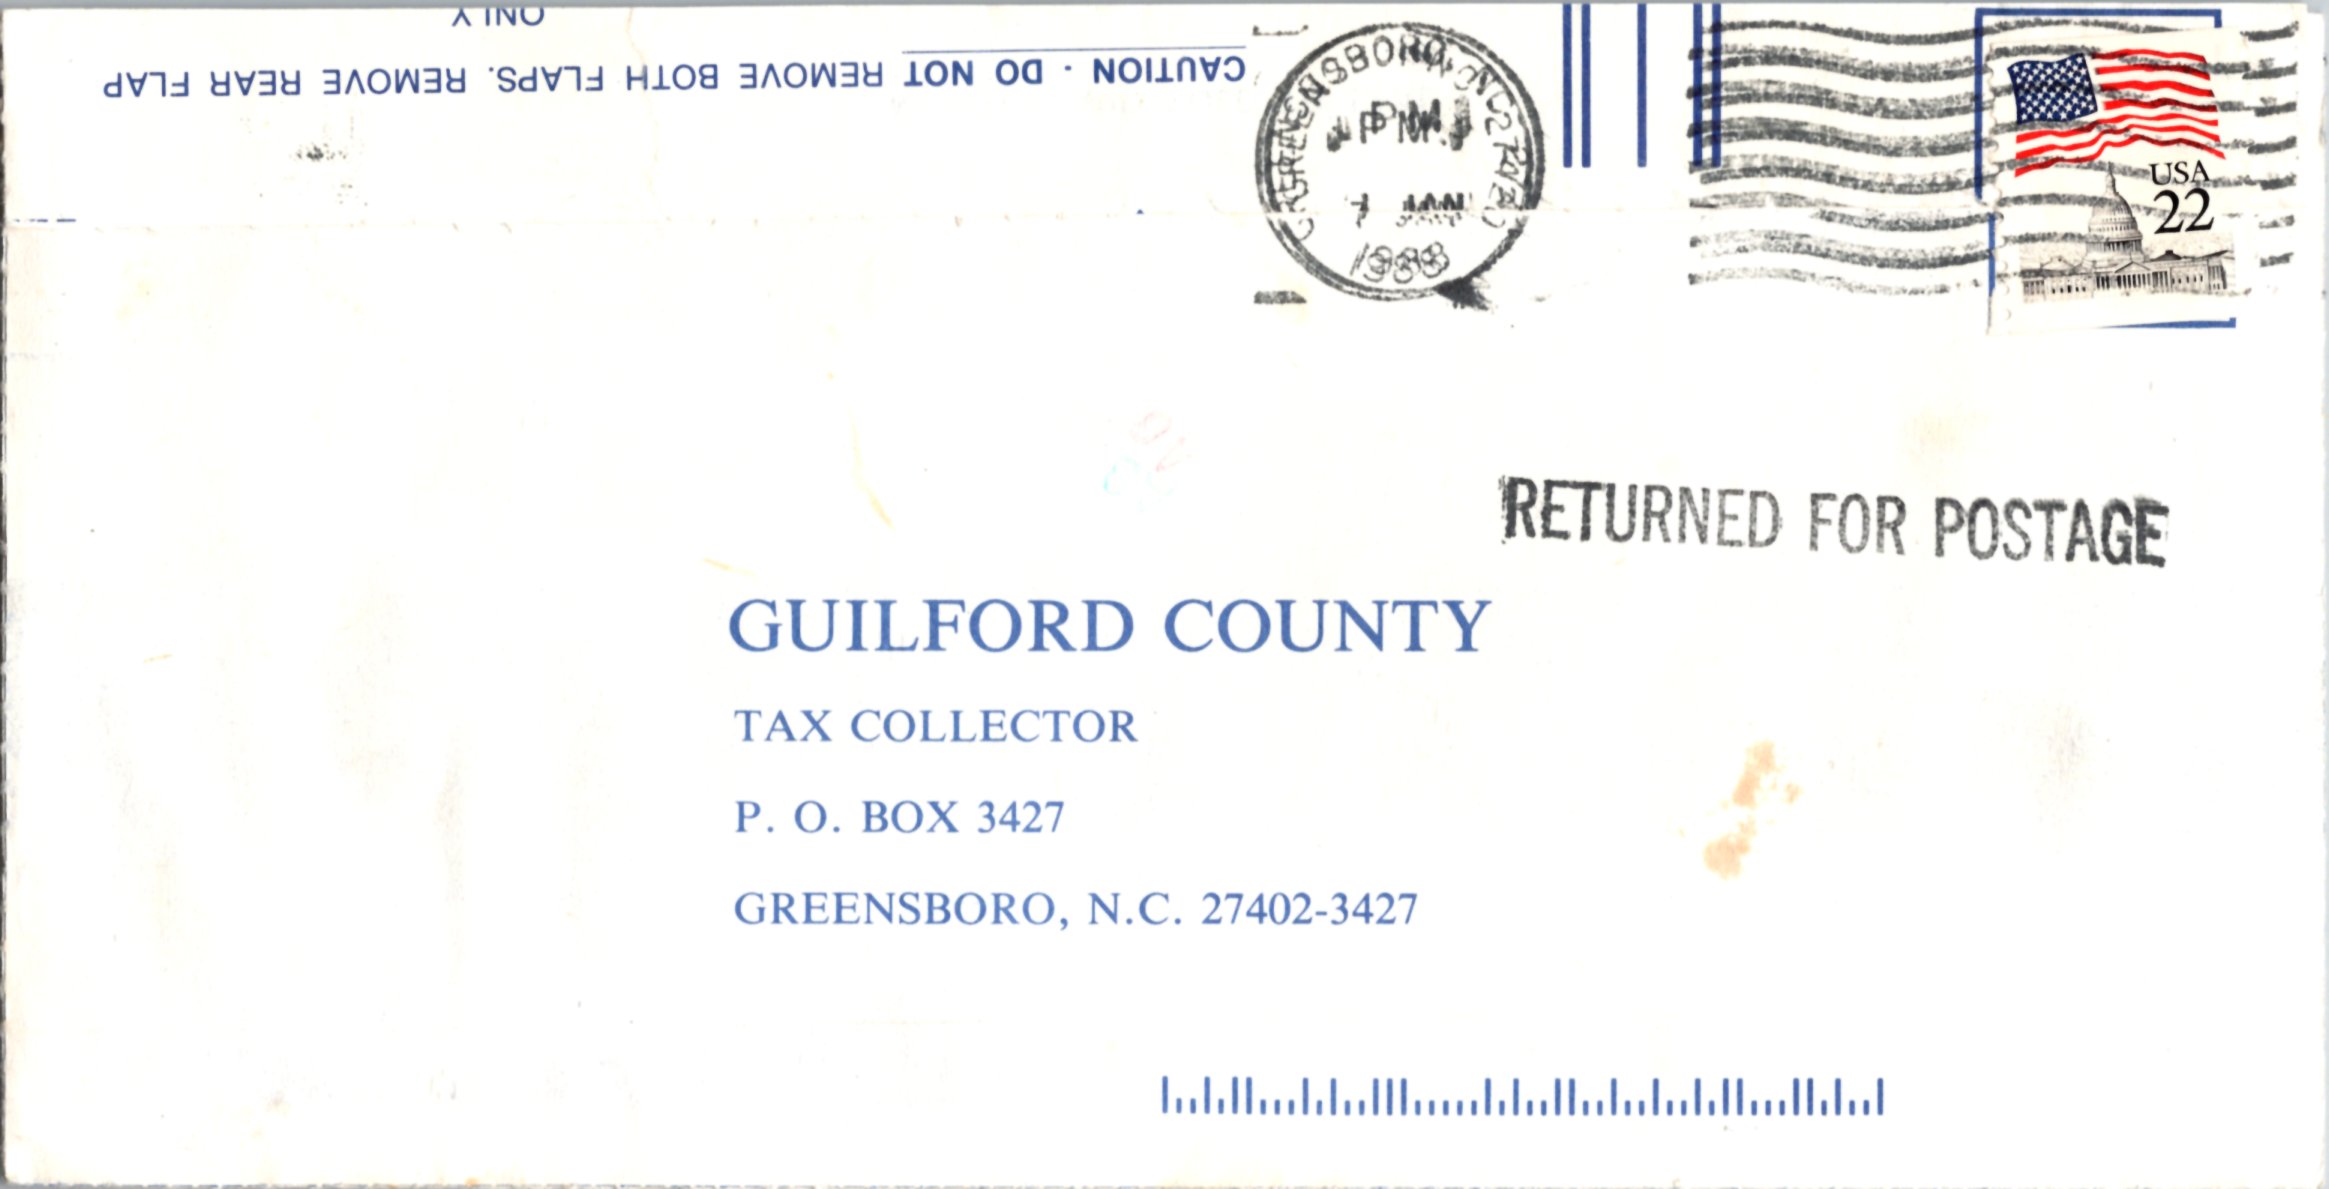 CAUTION - DO NOT REMOVE BOTH FLAPS. REMOVE REAR FLAP
ONLY
GREENSBORO, NC
PM
7 JAN
1988
USA
22
RETURNED FOR POSTAGE
GUILFORD COUNTY
TAX COLLECTOR
P. O. BOX 3427
GREENSBORO, N.C. 27402-3427